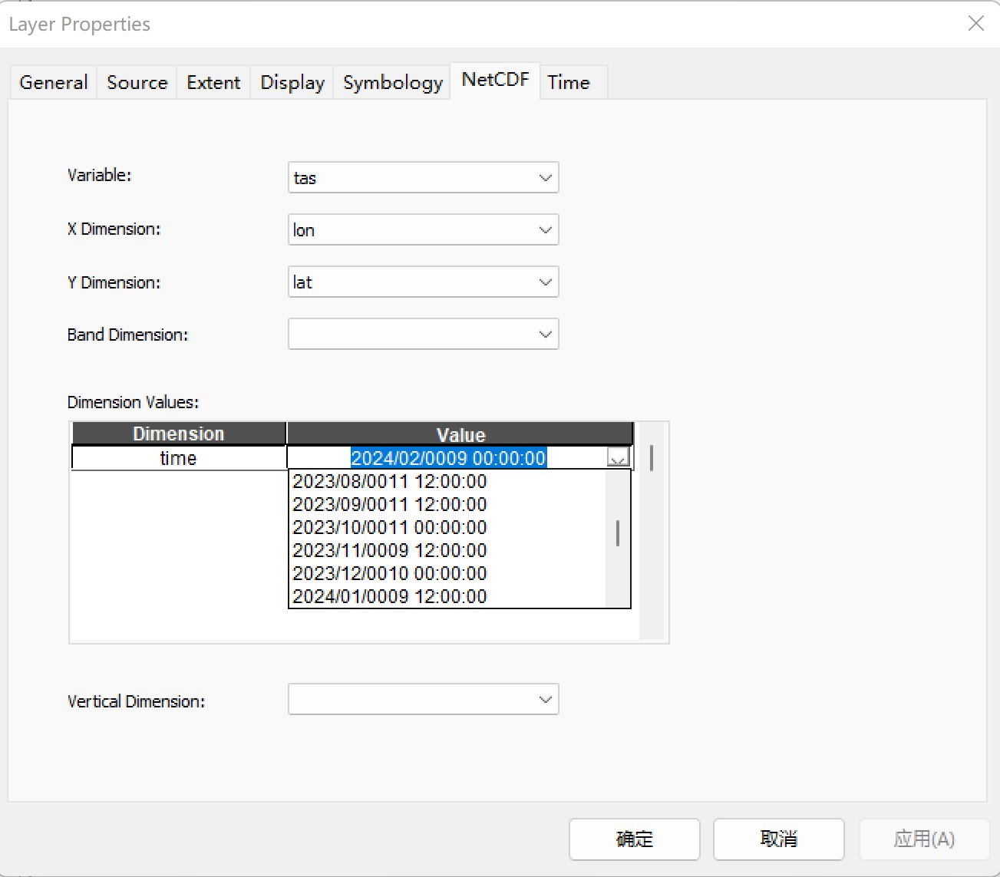 Layer Properties
General Source Extent Display Symbology NetCDF Time
Variable: tas
X Dimension: lon
Y Dimension: lat
Band Dimension:
Dimension Values:
Dimension Value
time 2024/02/0009 00:00:00
2023/08/0011 12:00:00
2023/09/0011 12:00:00
2023/10/0011 00:00:00
2023/11/0009 12:00:00
2023/12/0010 00:00:00
2024/01/0009 12:00:00
Vertical Dimension:
确定 取消 应用(A)